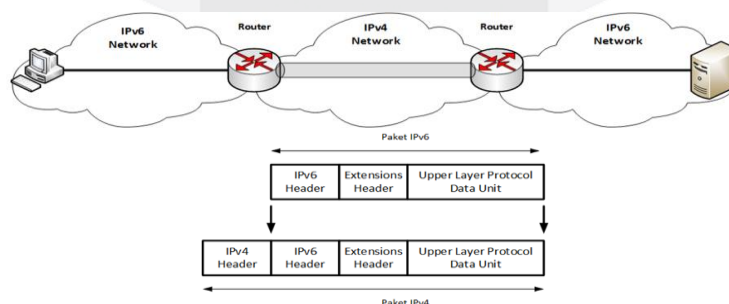 IPv6
Network
Router
IPv4
Network
Router
IPv6
Network
Paket IPv6
IPv6
Header
Extensions
Header
Upper Layer Protocol
Data Unit
IPv4
Header
IPv6
Header
Extensions
Header
Upper Layer Protocol
Data Unit
Paket IPv4